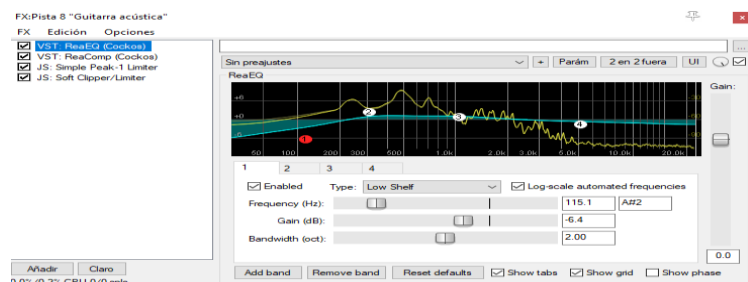 FX:Pista 8 "Guitarra acústica"
FX Edición Opciones
VST: ReaEQ (Cockos)
VST: ReaComp (Cockos)
JS: Simple Peak-1 Limiter
JS: Soft Clipper/Limiter
...
Sin preajustes + Parám 2 en 2 fuera UI
ReaEQ
Gain:
+6
+0
1 2 3 4
50 100 200 300 500 1.0k 2.0k 3.0k 5.0k 10.0k 20.0k
1 2 3 4
Enabled Type: Low Shelf Log-scale automated frequencies
Frequency (Hz): 115.1 A#2
Gain (dB): -6.4
Bandwidth (oct): 2.00
0.0
Añadir Claro
Add band Remove band Reset defaults Show tabs Show grid Show phase